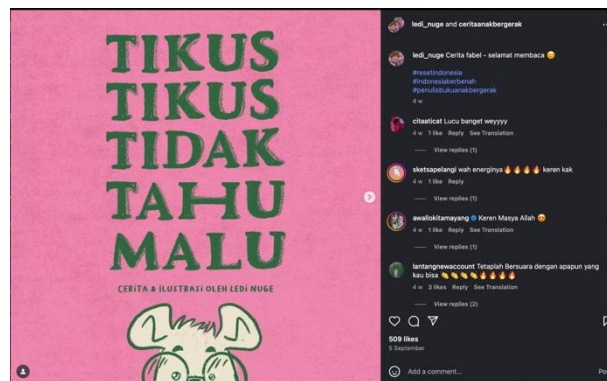 TIKUS
TIKUS
TIDAK
TAHU
MALU
CERITA & ILUSTRASI OLEH LEDI NUGE
ledi_nuge and ceritaanakbergerak
ledi_nuge Cerita fabel - selamat membaca 😊
#resetindonesia
#indonesiaberbenah
#penulisbukuanakbergerak
4 w
citaaticat Lucu banget weyyyy
4 w 1 like Reply See Translation
View replies (1)
sketsapelangi wah energinya🔥🔥🔥🔥 keren kak
4 w 1 like Reply
View replies (1)
awallokitamayang Keren Masya Allah 😍
4 w 1 like Reply See Translation
View replies (1)
lantangnewaccount Tetaplah Bersuara dengan apapun yang
kau bisa 👏👏👏👏🔥🔥🔥🔥
4 w 3 likes Reply See Translation
View replies (2)
509 likes
5 September
Add a comment...